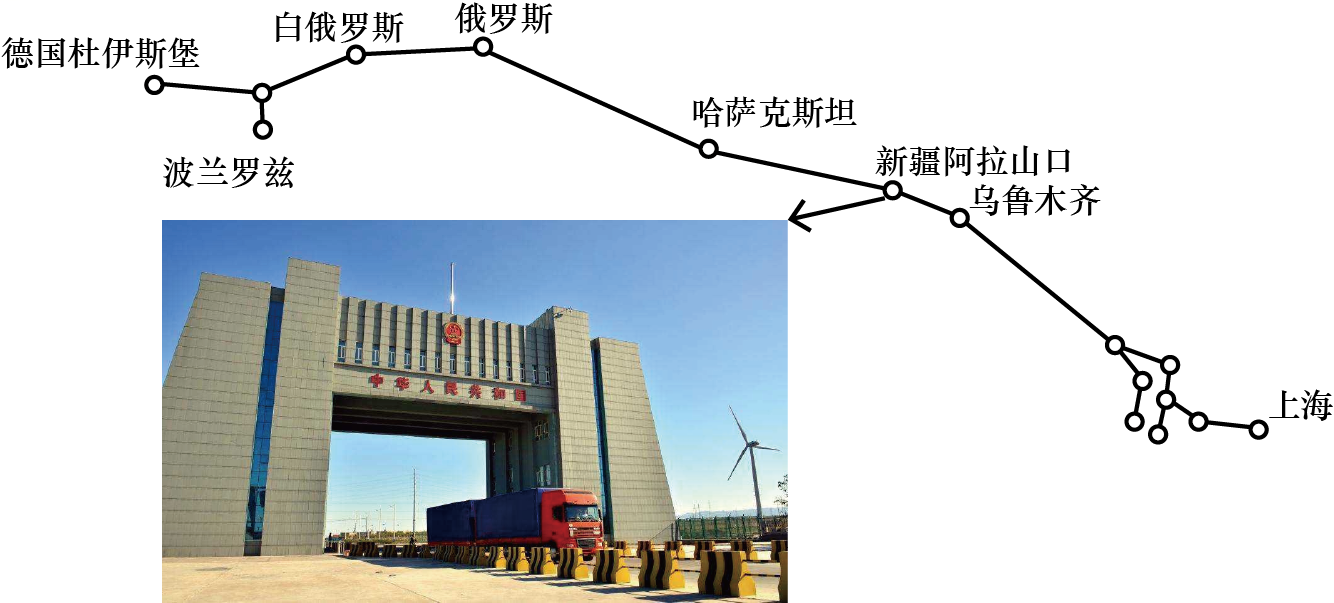 俄罗斯
白俄罗斯
德国杜伊斯堡
哈萨克斯坦
波兰罗兹
新疆阿拉山口
乌鲁木齐
中华人民共和国
上海